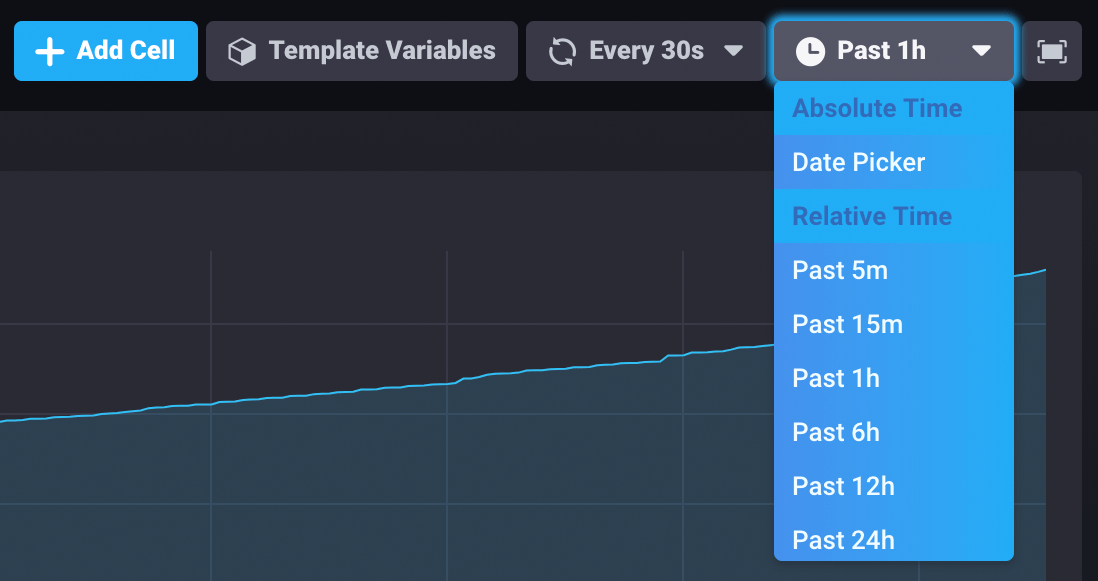 Add Cell
Template Variables
Every 30s
Past 1h
Absolute Time
Date Picker
Relative Time
Past 5m
Past 15m
Past 1h
Past 6h
Past 12h
Past 24h